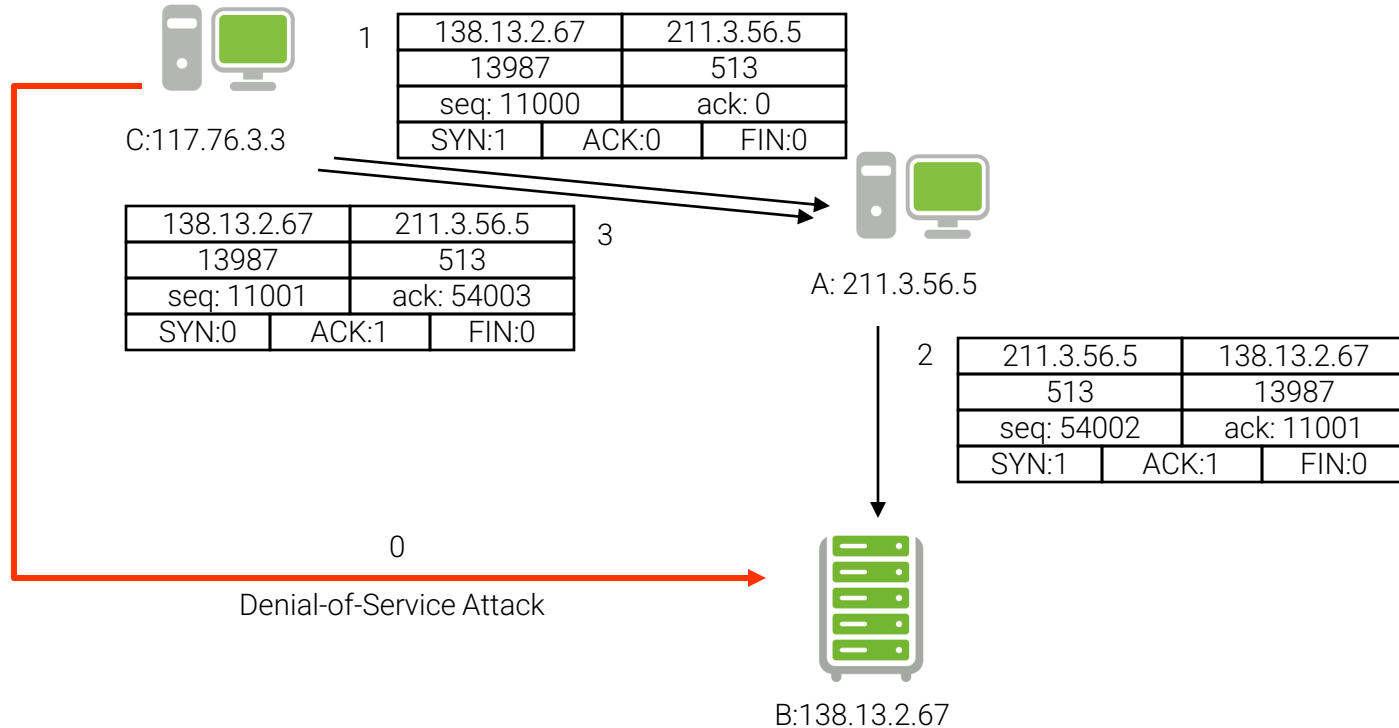 1
138.13.2.67 211.3.56.5
13987 513
seq: 11000 ack: 0
SYN:1 ACK:0 FIN:0
C:117.76.3.3
138.13.2.67 211.3.56.5
13987 513
seq: 11001 ack: 54003
SYN:0 ACK:1 FIN:0
3
A: 211.3.56.5
2
211.3.56.5 138.13.2.67
513 13987
seq: 54002 ack: 11001
SYN:1 ACK:1 FIN:0
0
Denial-of-Service Attack
B:138.13.2.67